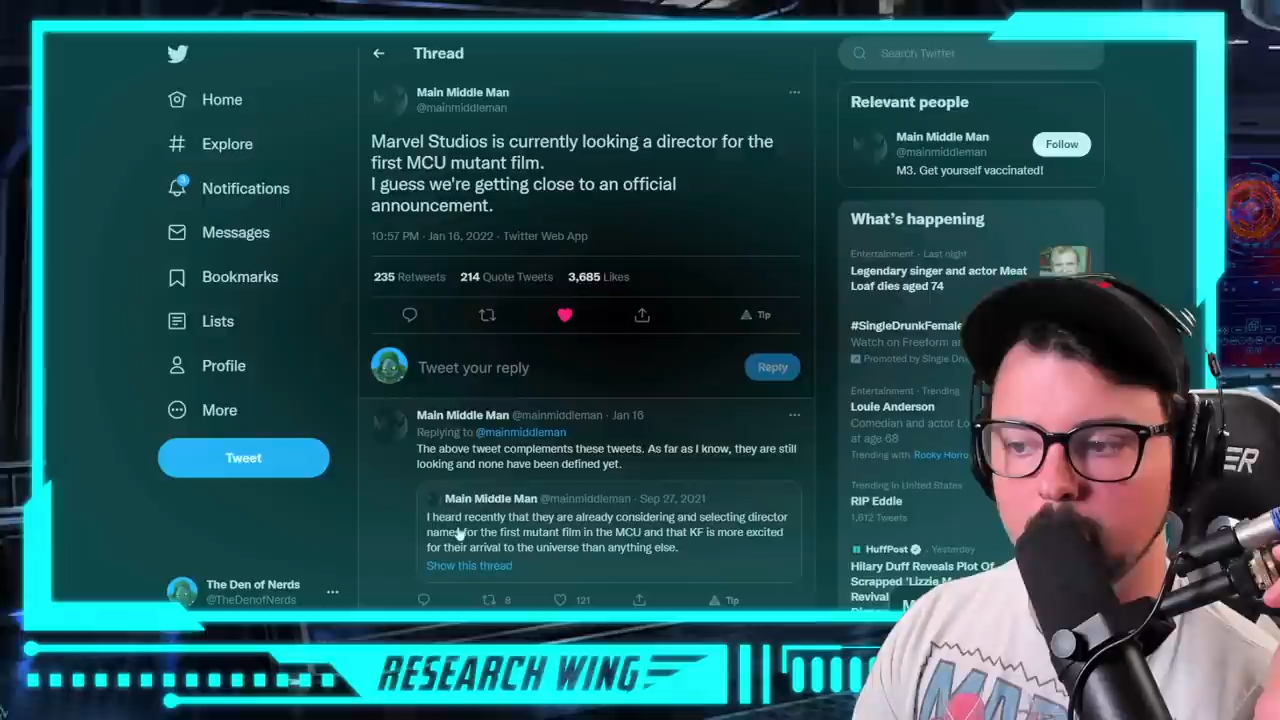 Home
Explore
3
Notifications
Messages
Bookmarks
Lists
Profile
More
Tweet
The Den of Nerds
@TheDenofNerds
Thread
Main Middle Man
@mainmiddleman
Marvel Studios is currently looking a director for the
first MCU mutant film.
I guess we're getting close to an official
announcement.
10:57 PM · Jan 16, 2022 · Twitter Web App
235 Retweets 214 Quote Tweets 3,685 Likes
Tip
Tweet your reply
Reply
Main Middle Man @mainmiddleman · Jan 16
Replying to @mainmiddleman
The above tweet complements these tweets. As far as I know, they are still
looking and none have been defined yet.
Main Middle Man @mainmiddleman · Sep 27, 2021
I heard recently that they are already considering and selecting director
name for the first mutant film in the MCU and that KF is more excited
for their arrival to the universe than anything else.
Show this thread
8 121 Tip
Search Twitter
Relevant people
Main Middle Man
@mainmiddleman
Follow
M3. Get yourself vaccinated!
What's happening
Entertainment · Last night
Legendary singer and actor Meat
Loaf dies aged 74
#SingleDrunkFemale
Watch on Freeform
Promoted by Single
Entertainment · Trending
Louie Anderson
Comedian and actor
at age 68
Trending with Rocky
Trending in United States
RIP Eddie
1,612 Tweets
HuffPost · Yesterday
Hilary Duff Reveals Plot Of
Scrapped 'Lizzie
Revival
RESEARCH WING